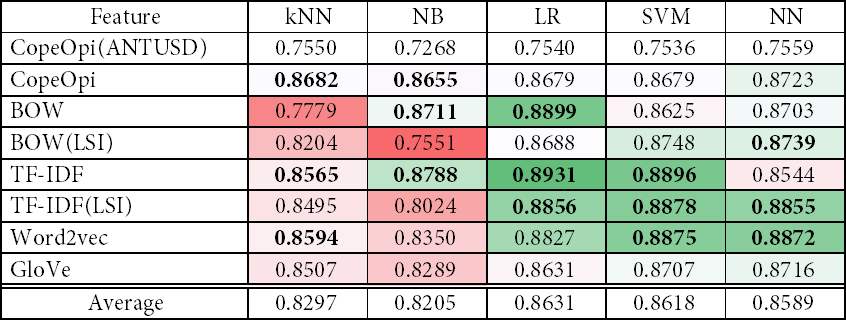 Feature kNN NB LR SVM NN
CopeOpi(ANTUSD) 0.7550 0.7268 0.7540 0.7536 0.7559
CopeOpi 0.8682 0.8655 0.8679 0.8679 0.8723
BOW 0.7779 0.8711 0.8899 0.8625 0.8703
BOW(LSI) 0.8204 0.7551 0.8688 0.8748 0.8739
TF-IDF 0.8565 0.8788 0.8931 0.8896 0.8544
TF-IDF(LSI) 0.8495 0.8024 0.8856 0.8878 0.8855
Word2vec 0.8594 0.8350 0.8827 0.8875 0.8872
GloVe 0.8507 0.8289 0.8631 0.8707 0.8716
Average 0.8297 0.8205 0.8631 0.8618 0.8589